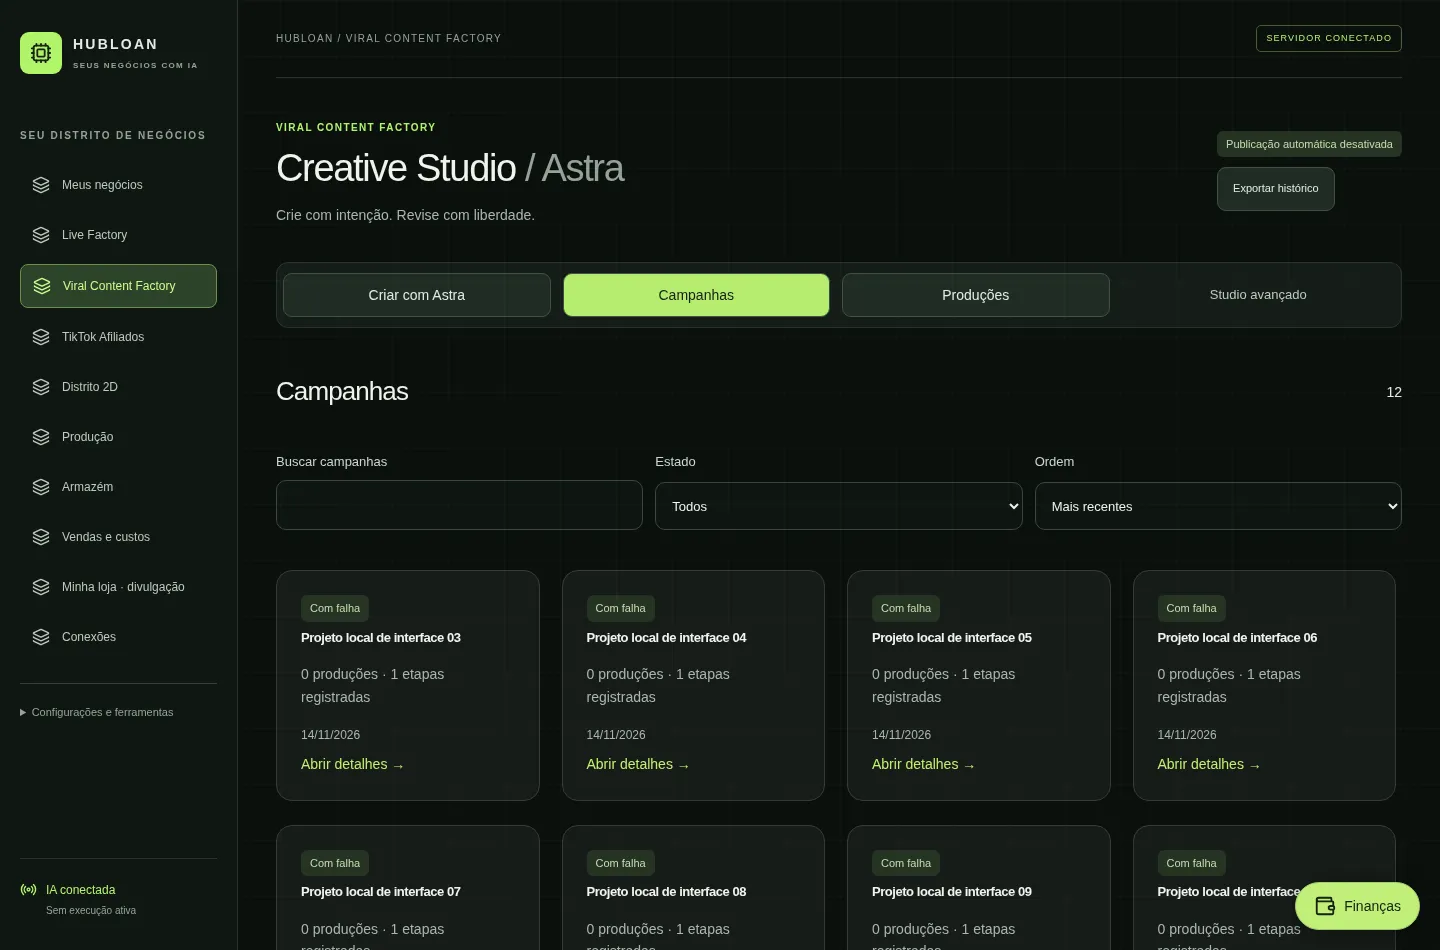 HUBLOAN
SEUS NEGÓCIOS COM IA
SEU DISTRITO DE NEGÓCIOS
Meus negócios
Live Factory
Viral Content Factory
TikTok Afiliados
Distrito 2D
Produção
Armazém
Vendas e custos
Minha loja · divulgação
Conexões
▶ Configurações e ferramentas
IA conectada
Sem execução ativa
HUBLOAN / VIRAL CONTENT FACTORY
SERVIDOR CONECTADO
VIRAL CONTENT FACTORY
Creative Studio / Astra
Crie com intenção. Revise com liberdade.
Publicação automática desativada
Exportar histórico
Criar com Astra
Campanhas
Produções
Studio avançado
Campanhas
12
Buscar campanhas
Estado
Todos
Ordem
Mais recentes
Com falha
Projeto local de interface 03
0 produções · 1 etapas
registradas
14/11/2026
Abrir detalhes →
Com falha
Projeto local de interface 04
0 produções · 1 etapas
registradas
14/11/2026
Abrir detalhes →
Com falha
Projeto local de interface 05
0 produções · 1 etapas
registradas
14/11/2026
Abrir detalhes →
Com falha
Projeto local de interface 06
0 produções · 1 etapas
registradas
14/11/2026
Abrir detalhes →
Com falha
Projeto local de interface 07
0 produções · 1 etapas
registradas
Com falha
Projeto local de interface 08
0 produções · 1 etapas
registradas
Com falha
Projeto local de interface 09
0 produções · 1 etapas
registradas
Com falha
Projeto local de interface
0 produções · 1 etapas
registradas
Finanças